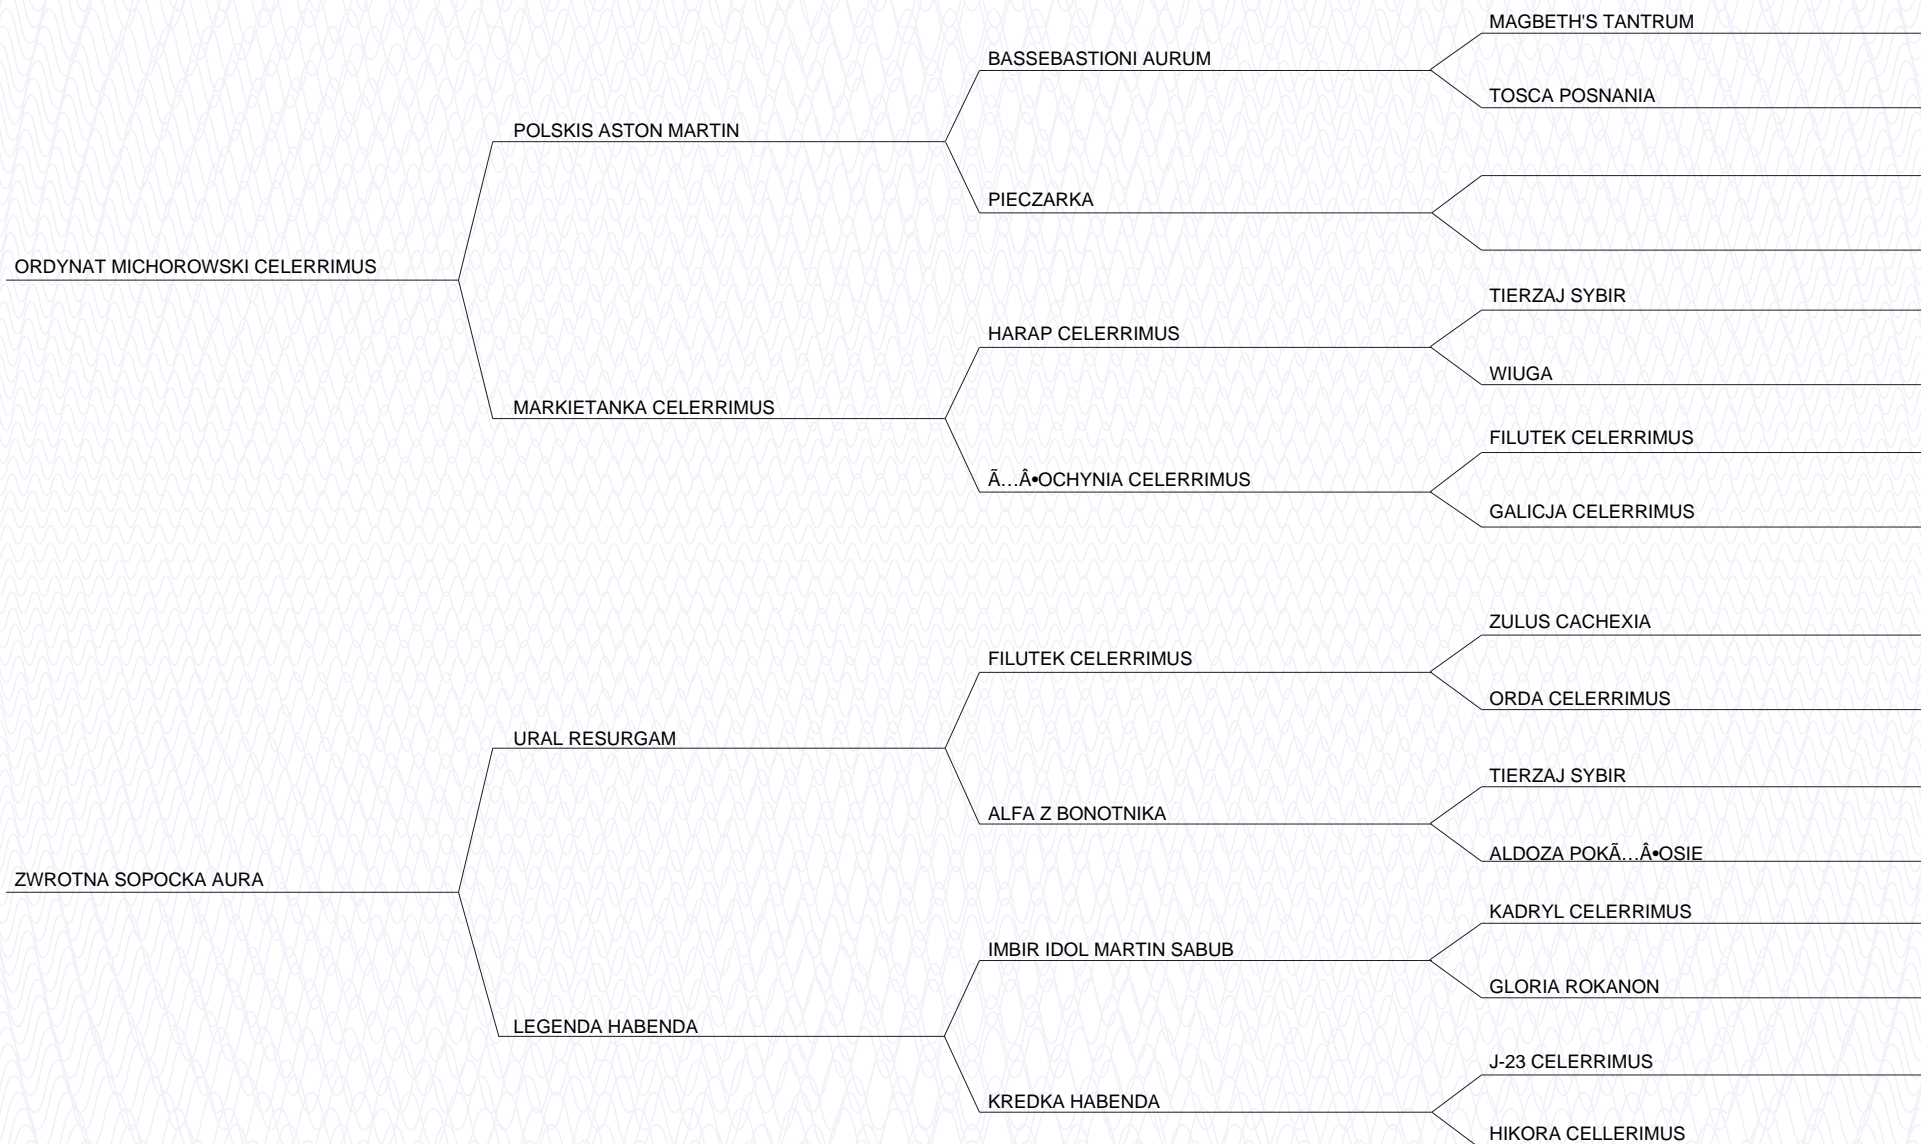 MAGBETH'S TANTRUM
BASSEBASTIONI AURUM
TOSCA POSNANIA
POLSKIS ASTON MARTIN
PIECZARKA
ORDYNAT MICHOROWSKI CELERRIMUS
TIERZAJ SYBIR
HARAP CELERRIMUS
WIUGA
MARKIETANKA CELERRIMUS
FILUTEK CELERRIMUS
Ã…Â•OCHYNIA CELERRIMUS
GALICJA CELERRIMUS
ZULUS CACHEXIA
FILUTEK CELERRIMUS
ORDA CELERRIMUS
URAL RESURGAM
TIERZAJ SYBIR
ALFA Z BONOTNIKA
ALDOZA POKÃ…Â•OSIE
ZWROTNA SOPOCKA AURA
KADRYL CELERRIMUS
IMBIR IDOL MARTIN SABUB
GLORIA ROKANON
LEGENDA HABENDA
J-23 CELERRIMUS
KREDKA HABENDA
HIKORA CELLERIMUS